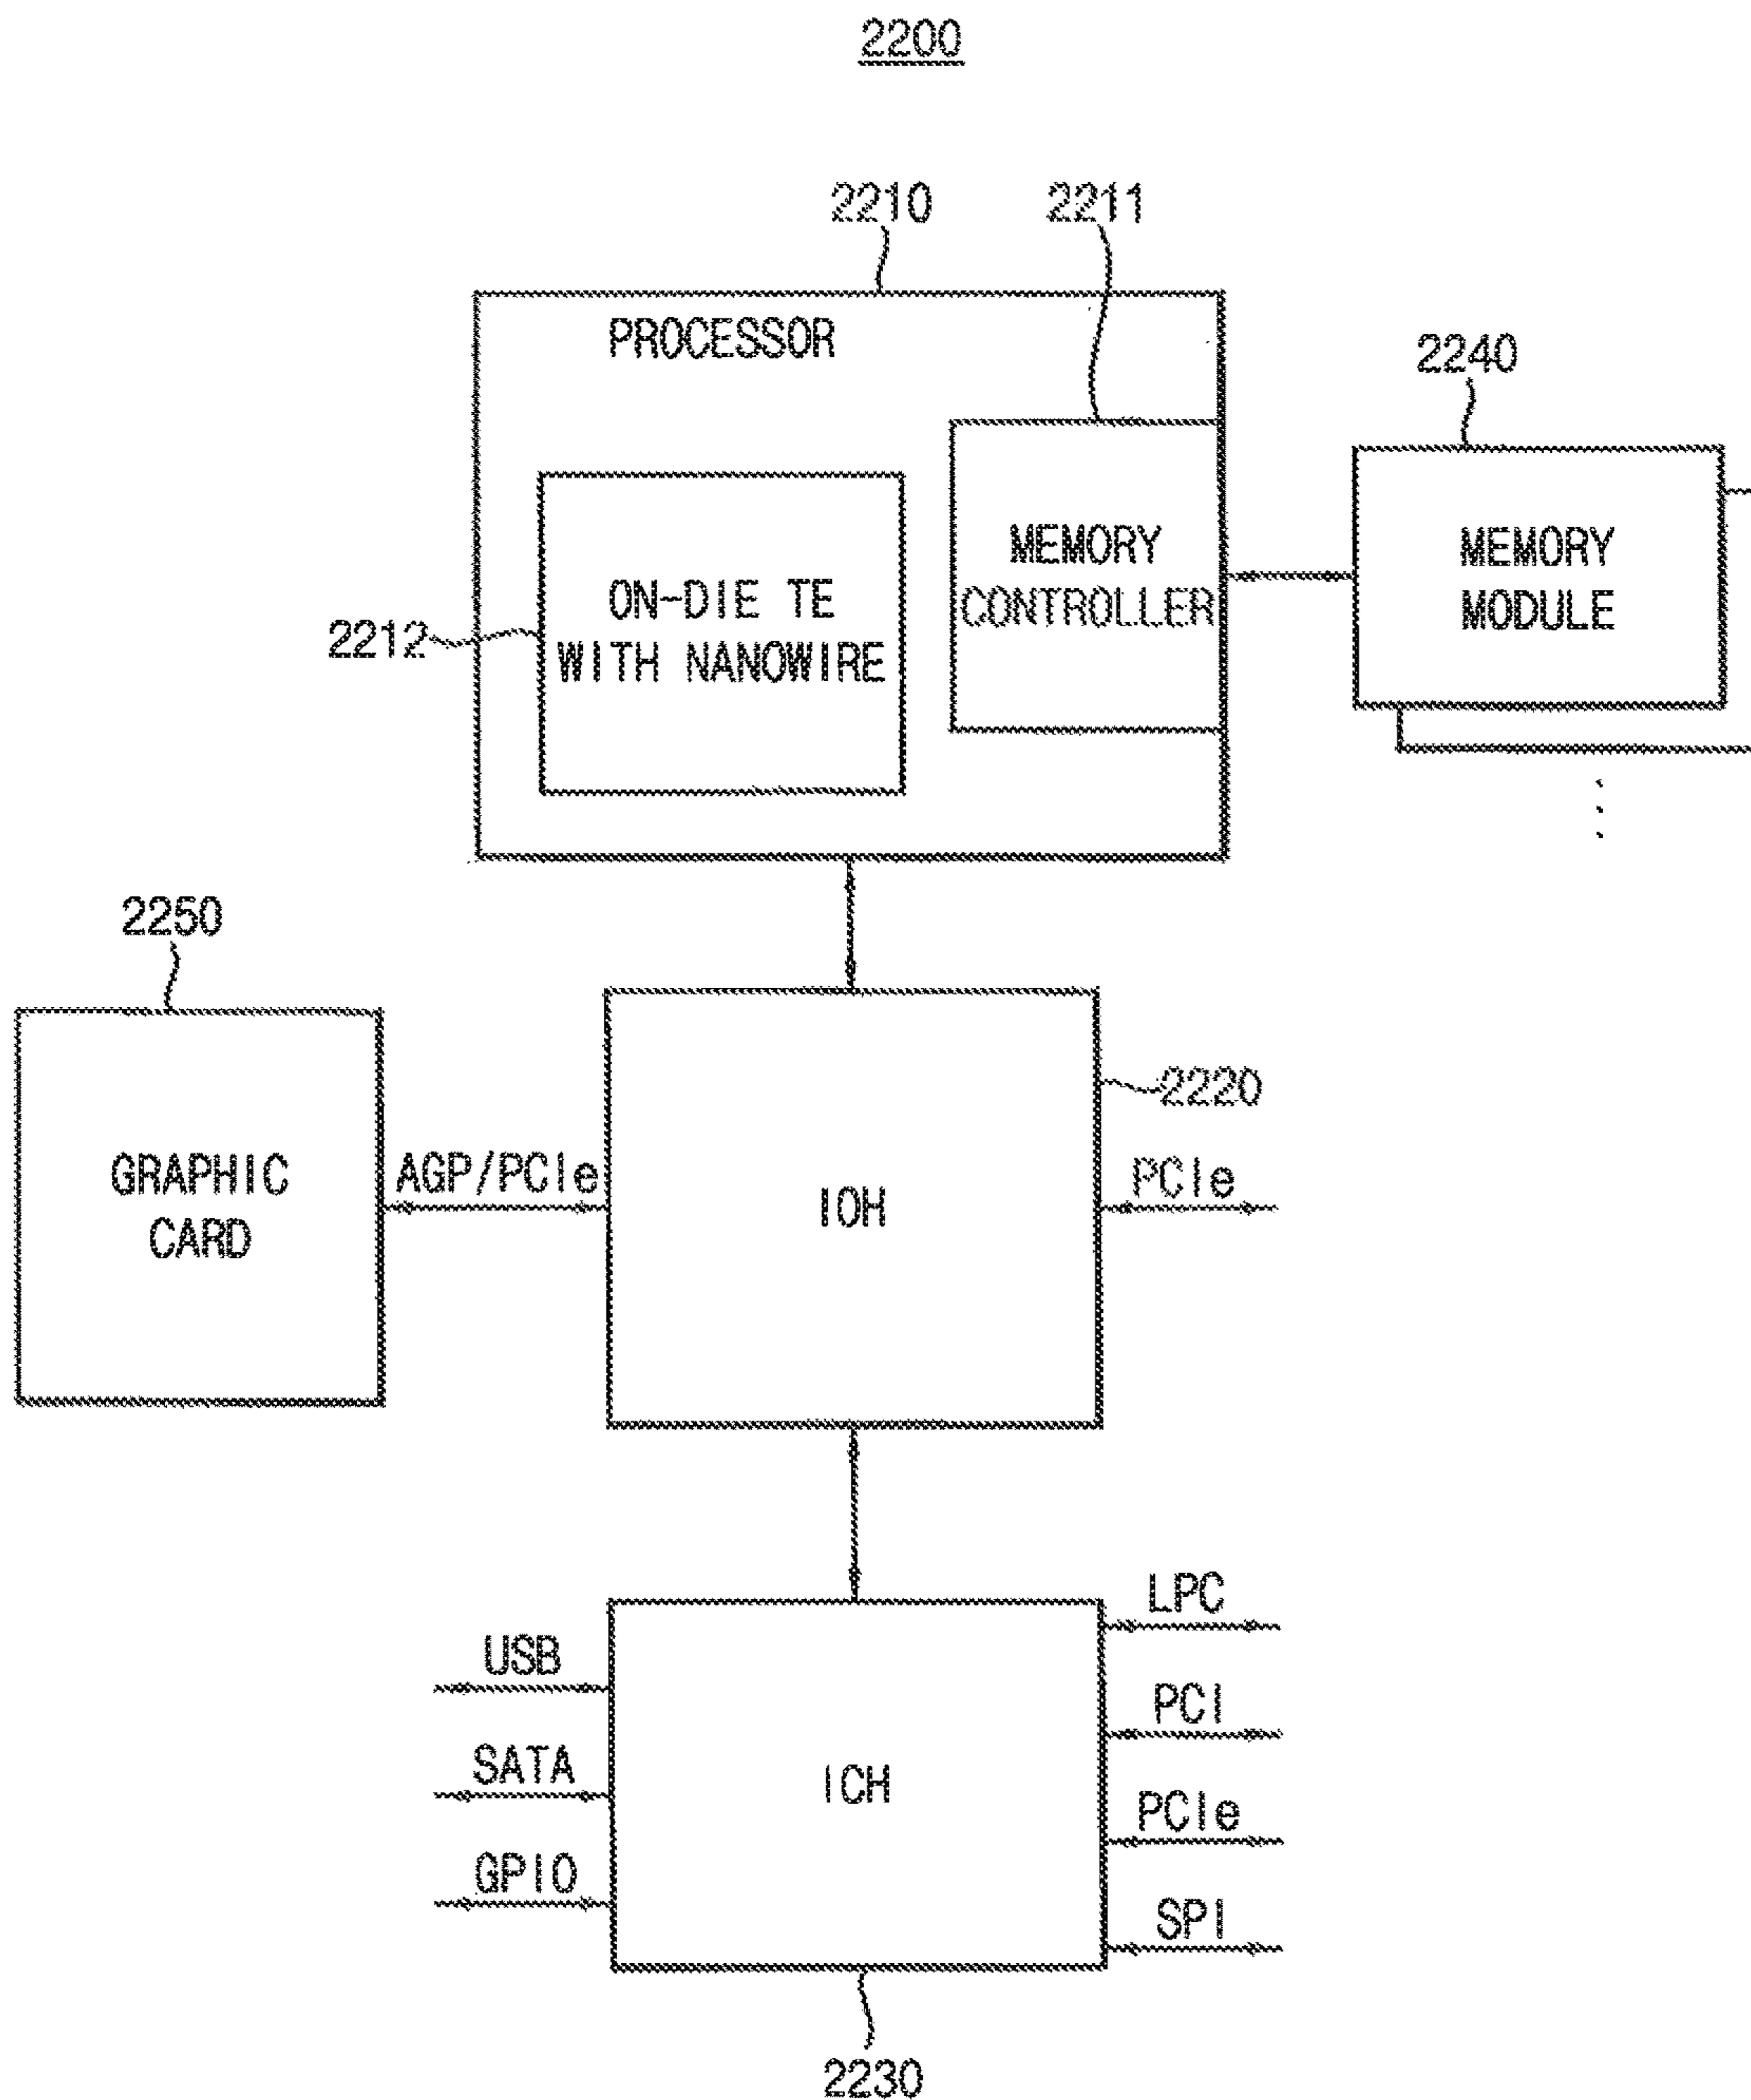 2200
2210
2211
PROCESSOR
2240
MEMORY
CONTROLLER
MEMORY
MODULE
ON-DIE TE
WITH NANOWIRE
2212
2250
GRAPHIC
CARD
AGP/PCIe
IOH
2220
PCIe
USB
SATA
GPIO
ICH
LPC
PCI
PCIe
SPI
2230